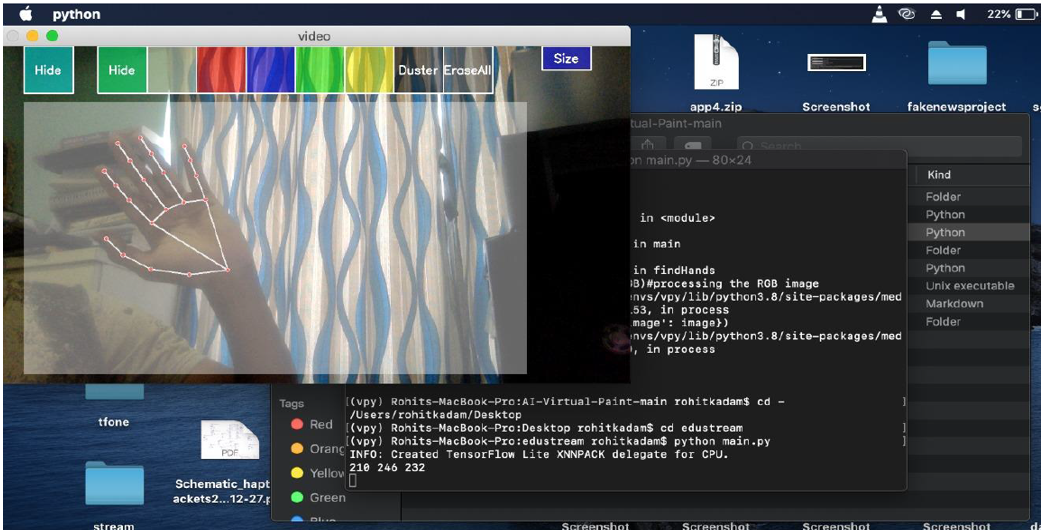 python
22%
video
Hide
Hide
Duster
EraseAll
Size
ZIP
app4.zip
Screenshot
fakenewsproject
tual-Paint-main
Search
n main.py — 80×24
Kind
Folder
Python
Python
Folder
Python
Unix executable
Markdown
Folder
in <module>
in main
in findHands
B)#processing the RGB image
envs/vpy/lib/python3.8/site-packages/med
53, in process
mage': image})
envs/vpy/lib/python3.8/site-packages/med
, in process
[(vpy) Rohits-MacBook-Pro:AI-Virtual-Paint-main rohitkadam$ cd - ]
/Users/rohitkadam/Desktop
[(vpy) Rohits-MacBook-Pro:Desktop rohitkadam$ cd edustream ]
[(vpy) Rohits-MacBook-Pro:edustream rohitkadam$ python main.py ]
INFO: Created TensorFlow Lite XNNPACK delegate for CPU.
210 246 232
Tags
Red
Orang
Yellow
Green
Blue
tfone
PDF
Schematic_hapt
ackets2...12-27.p
stream
Screenshot
Screenshot
Screenshot
Screenshot